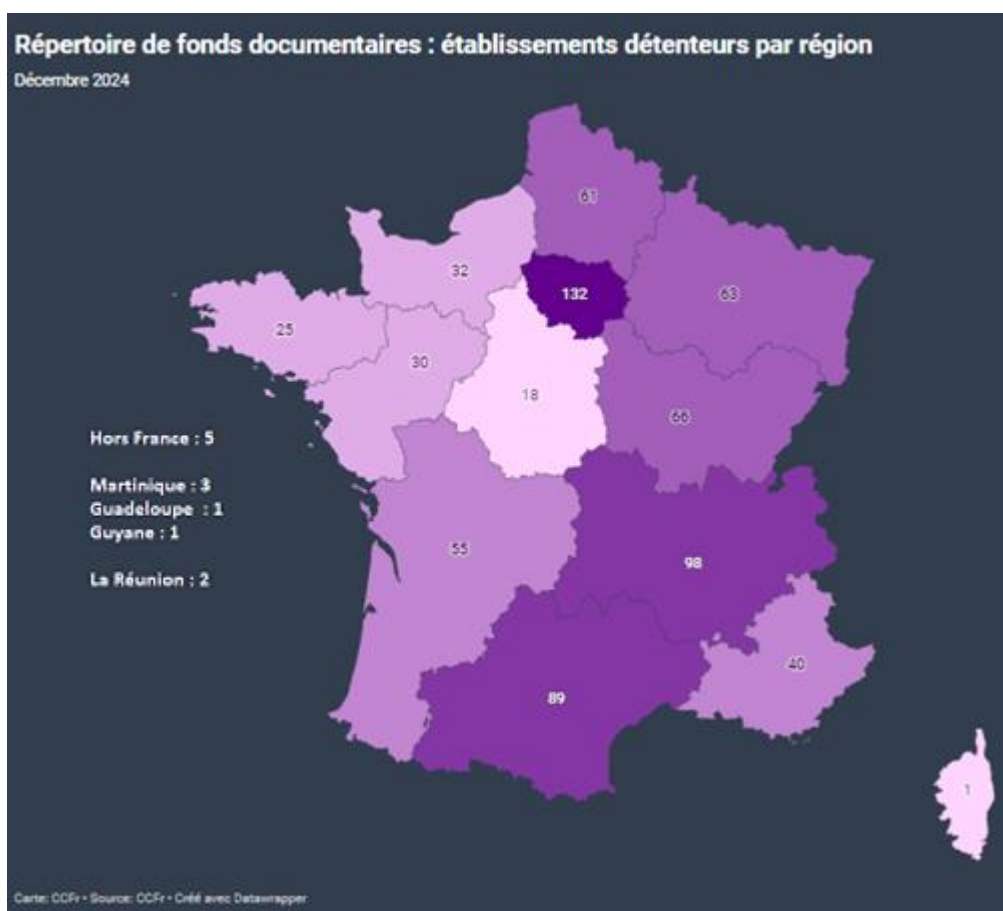 Répertoire de fonds documentaires : établissements détenteurs par région
Décembre 2024
61
32
132
63
25
30
18
66
Hors France : 5
Martinique : 3
Guadeloupe : 1
Guyane : 1
55
98
La Réunion : 2
40
89
1
Carte: CCFr • Source: CCFr • Créé avec Datawrapper